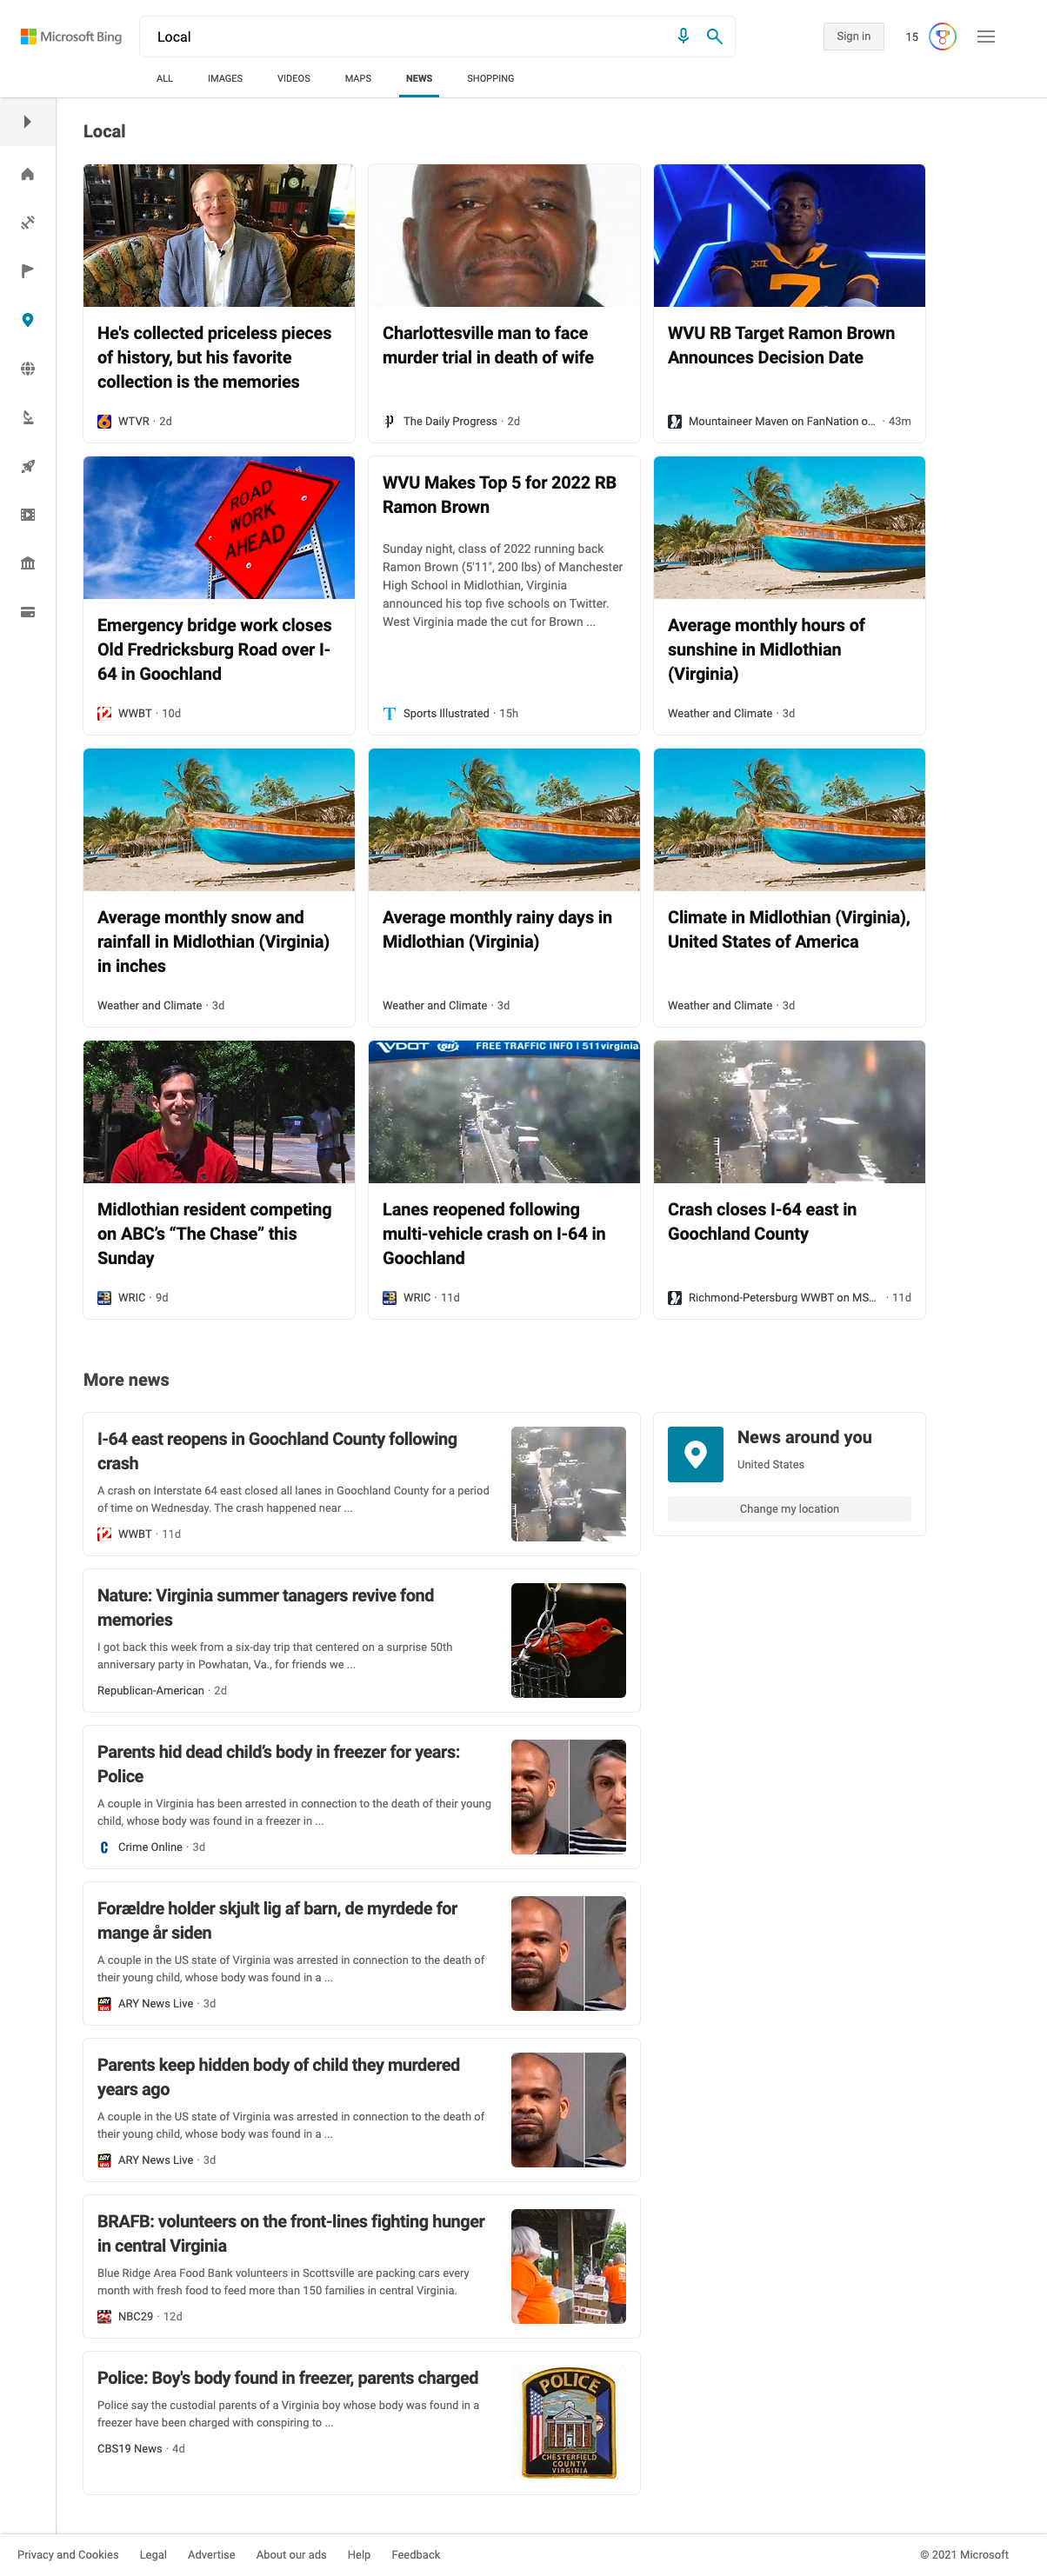 Microsoft Bing
Local
Sign in
15
ALL
IMAGES
VIDEOS
MAPS
NEWS
SHOPPING
Local
He's collected priceless pieces
of history, but his favorite
collection is the memories
WTVR · 2d
Charlottesville man to face
murder trial in death of wife
The Daily Progress · 2d
WVU RB Target Ramon Brown
Announces Decision Date
Mountaineer Maven on FanNation o... · 43m
ROAD
WORK
AHEAD
Emergency bridge work closes
Old Fredricksburg Road over I-
64 in Goochland
WWBT · 10d
WVU Makes Top 5 for 2022 RB
Ramon Brown
Sunday night, class of 2022 running back
Ramon Brown (5'11", 200 lbs) of Manchester
High School in Midlothian, Virginia
announced his top five schools on Twitter.
West Virginia made the cut for Brown ...
Sports Illustrated · 15h
Average monthly hours of
sunshine in Midlothian
(Virginia)
Weather and Climate · 3d
Average monthly snow and
rainfall in Midlothian (Virginia)
in inches
Weather and Climate · 3d
Average monthly rainy days in
Midlothian (Virginia)
Weather and Climate · 3d
Climate in Midlothian (Virginia),
United States of America
Weather and Climate · 3d
Midlothian resident competing
on ABC's “The Chase” this
Sunday
WRIC · 9d
VDOT 511 FREE TRAFFIC INFO | 511virginia
Lanes reopened following
multi-vehicle crash on I-64 in
Goochland
WRIC · 11d
Crash closes I-64 east in
Goochland County
Richmond-Petersburg WWBT on MS... · 11d
More news
I-64 east reopens in Goochland County following
crash
A crash on Interstate 64 east closed all lanes in Goochland County for a period
of time on Wednesday. The crash happened near ...
WWBT · 11d
News around you
United States
Change my location
Nature: Virginia summer tanagers revive fond
memories
I got back this week from a six-day trip that centered on a surprise 50th
anniversary party in Powhatan, Va., for friends we ...
Republican-American · 2d
Parents hid dead child's body in freezer for years:
Police
A couple in Virginia has been arrested in connection to the death of their young
child, whose body was found in a freezer in ...
Crime Online · 3d
Forældre holder skjult lig af barn, de myrdede for
mange år siden
A couple in the US state of Virginia was arrested in connection to the death of
their young child, whose body was found in a ...
ARY News Live · 3d
Parents keep hidden body of child they murdered
years ago
A couple in the US state of Virginia was arrested in connection to the death of
their young child, whose body was found in a ...
ARY News Live · 3d
BRAFB: volunteers on the front-lines fighting hunger
in central Virginia
Blue Ridge Area Food Bank volunteers in Scottsville are packing cars every
month with fresh food to feed more than 150 families in central Virginia.
NBC29 · 12d
Police: Boy's body found in freezer, parents charged
Police say the custodial parents of a Virginia boy whose body was found in a
freezer have been charged with conspiring to ...
CBS19 News · 4d
POLICE
CHESTERFIELD
COUNTY
VIRGINIA
Privacy and Cookies
Legal
Advertise
About our ads
Help
Feedback
© 2021 Microsoft